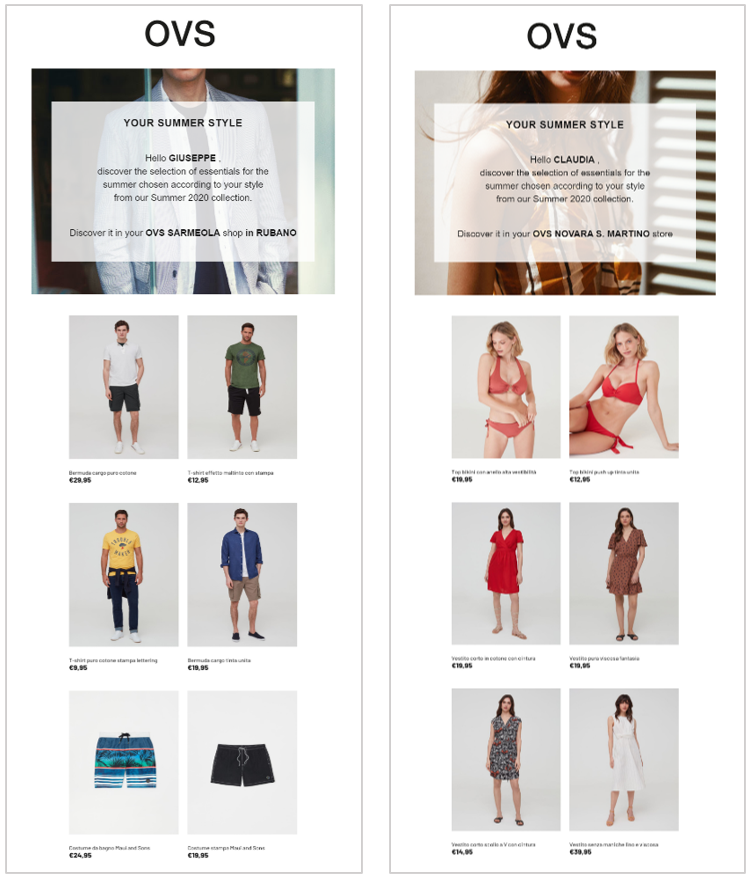 OVS
YOUR SUMMER STYLE
Hello GIUSEPPE ,
discover the selection of essentials for the
summer chosen according to your style
from our Summer 2020 collection.
Discover it in your OVS SARMEOLA shop in RUBANO
Bermuda cargo puro cotone
€29,95
T-shirt effetto malfinto con stampa
€12,95
T-shirt puro cotone stampa lettering
€9,95
Bermuda cargo tinta unita
€19,95
Costume da bagno Maui and Sons
€24,95
Costume stampa Maui and Sons
€19,95
OVS
YOUR SUMMER STYLE
Hello CLAUDIA ,
discover the selection of essentials for the
summer chosen according to your style
from our Summer 2020 collection.
Discover it in your OVS NOVARA S. MARTINO store
Top bikini con anello alta vestibilità
€19,95
Top bikini push up tinta unita
€12,95
Vestito corto in cotone con cintura
€19,95
Vestito pura viscosa fantasia
€19,95
Vestito corto scollo a V con cintura
€14,95
Vestito senza maniche lino e viscosa
€39,95